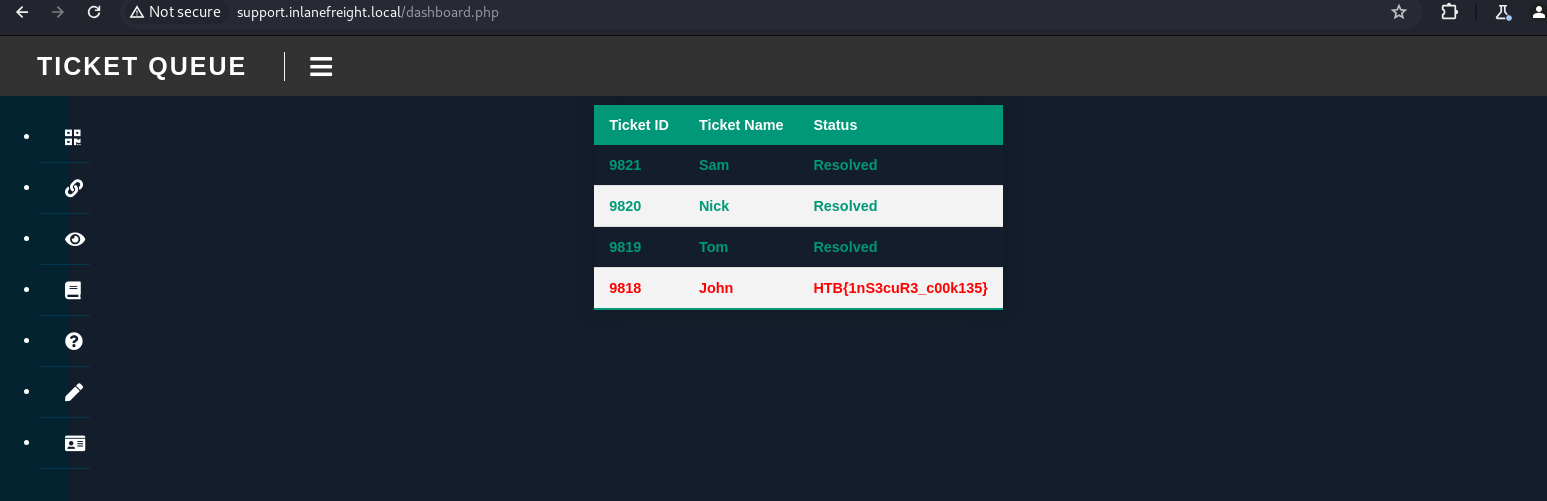 Not secure support.inlanefreight.local/dashboard.php
TICKET QUEUE
Ticket ID Ticket Name Status
9821 Sam Resolved
9820 Nick Resolved
9819 Tom Resolved
9818 John HTB{1nS3cuR3_c00k135}